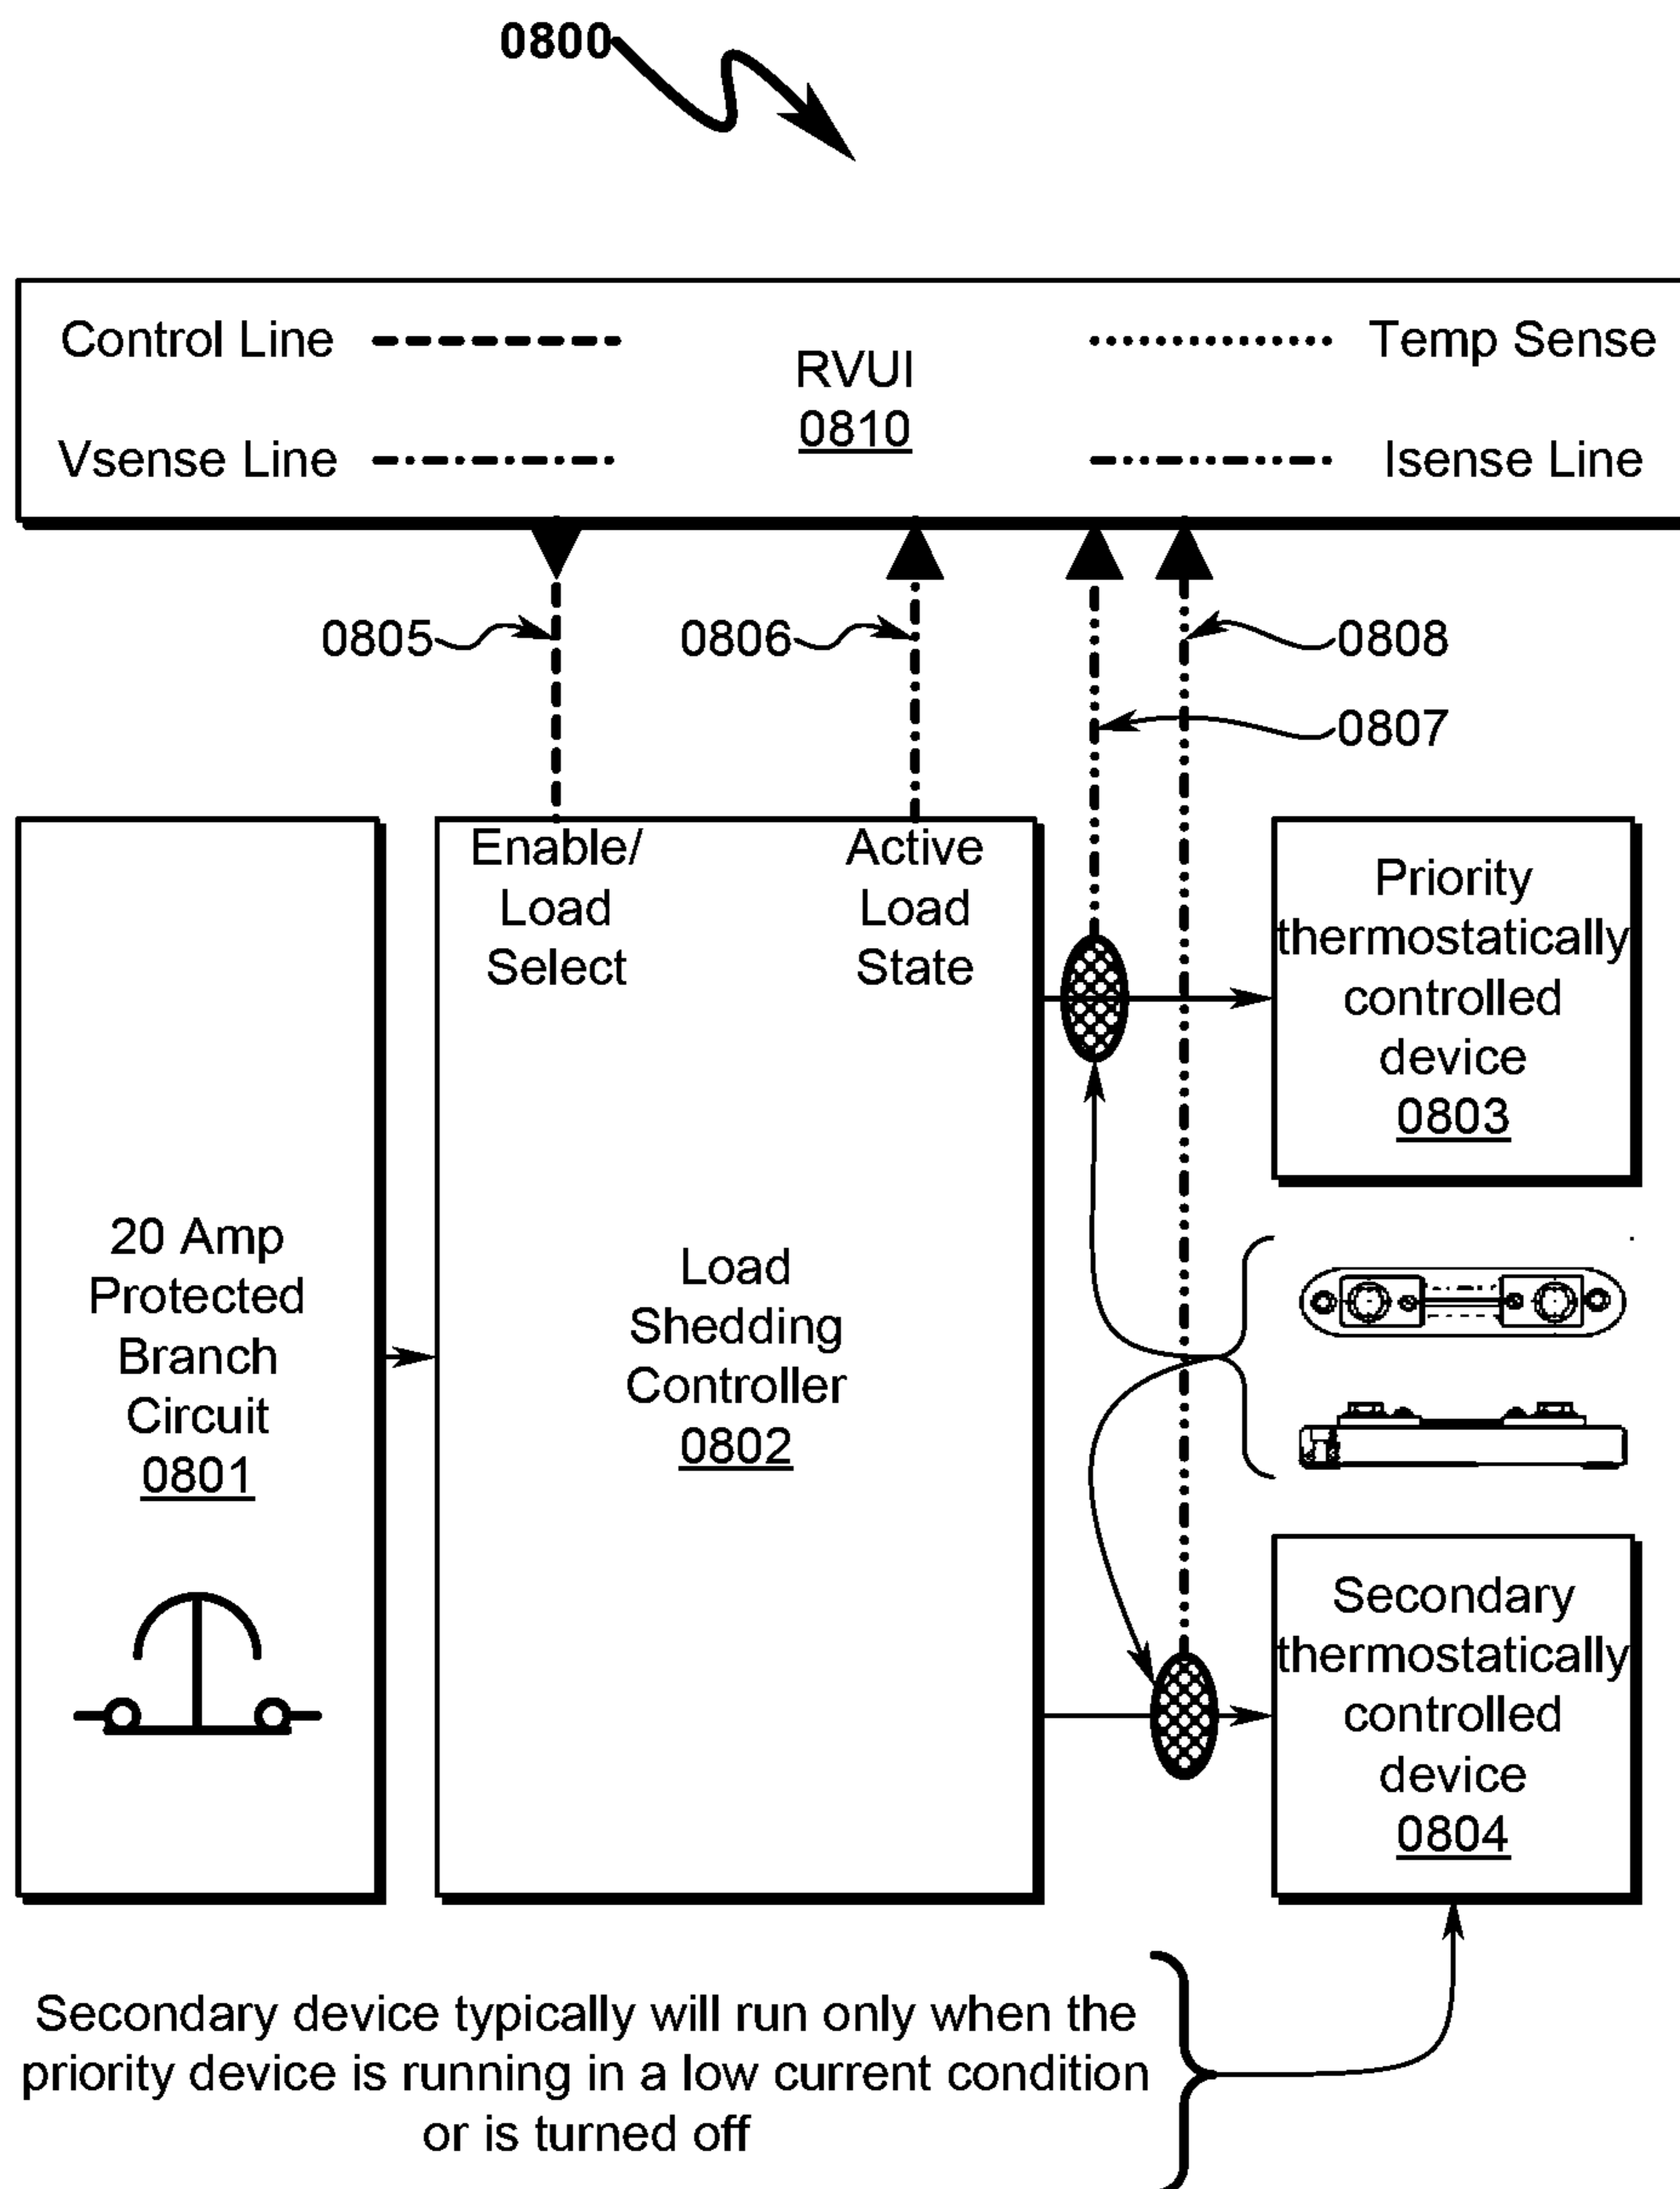 0800
Control Line
Temp Sense
RVUI
0810
Vsense Line
Isense Line
0805
0806
0808
0807
Enable/
Load
Select
Active
Load
State
Priority
thermostatically
controlled
device
0803
20 Amp
Protected
Branch
Circuit
0801
Load
Shedding
Controller
0802
Secondary
thermostatically
controlled
device
0804
Secondary device typically will run only when the
priority device is running in a low current condition
or is turned off